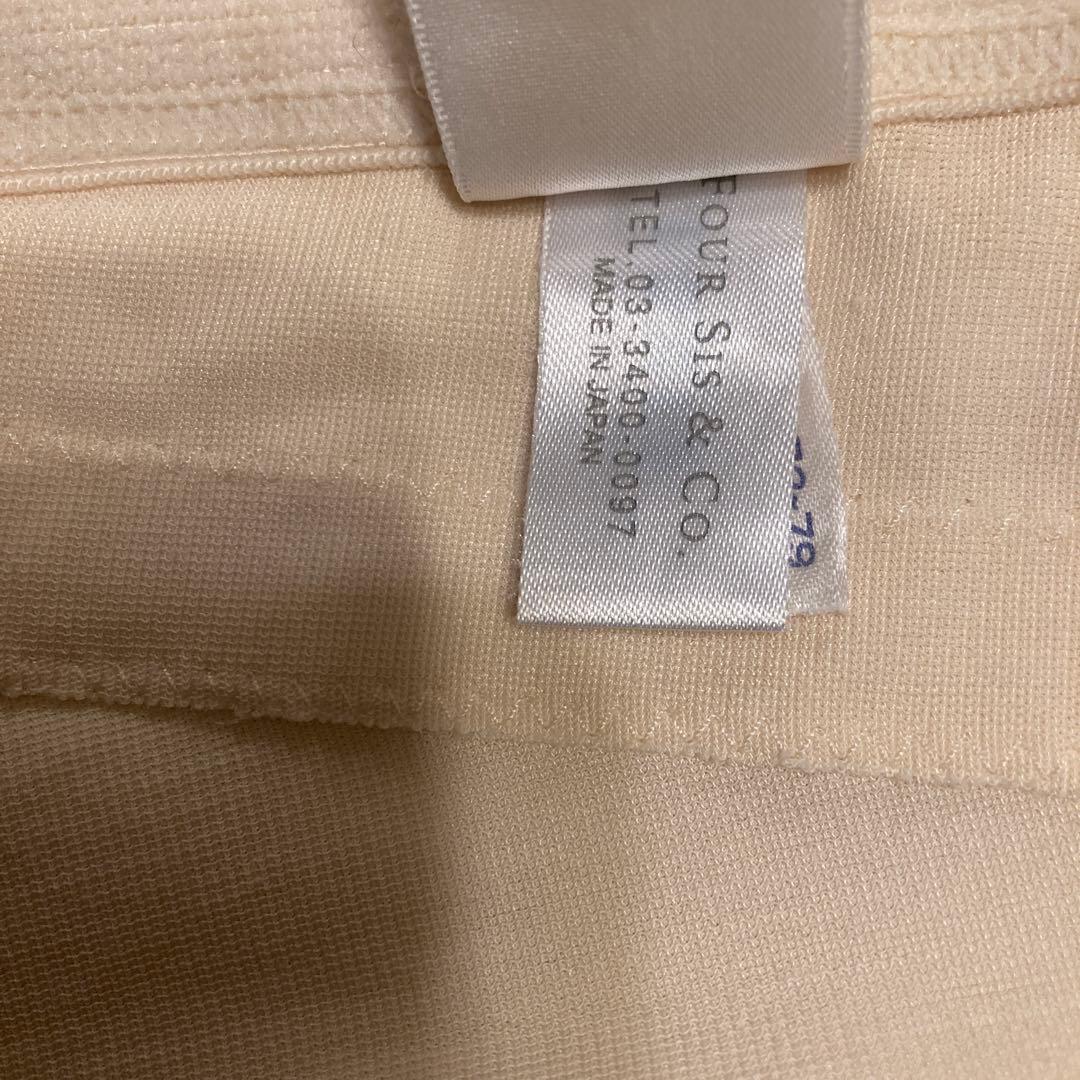 FOUR SIS & CO.
TEL.03-3400-0097
MADE IN JAPAN